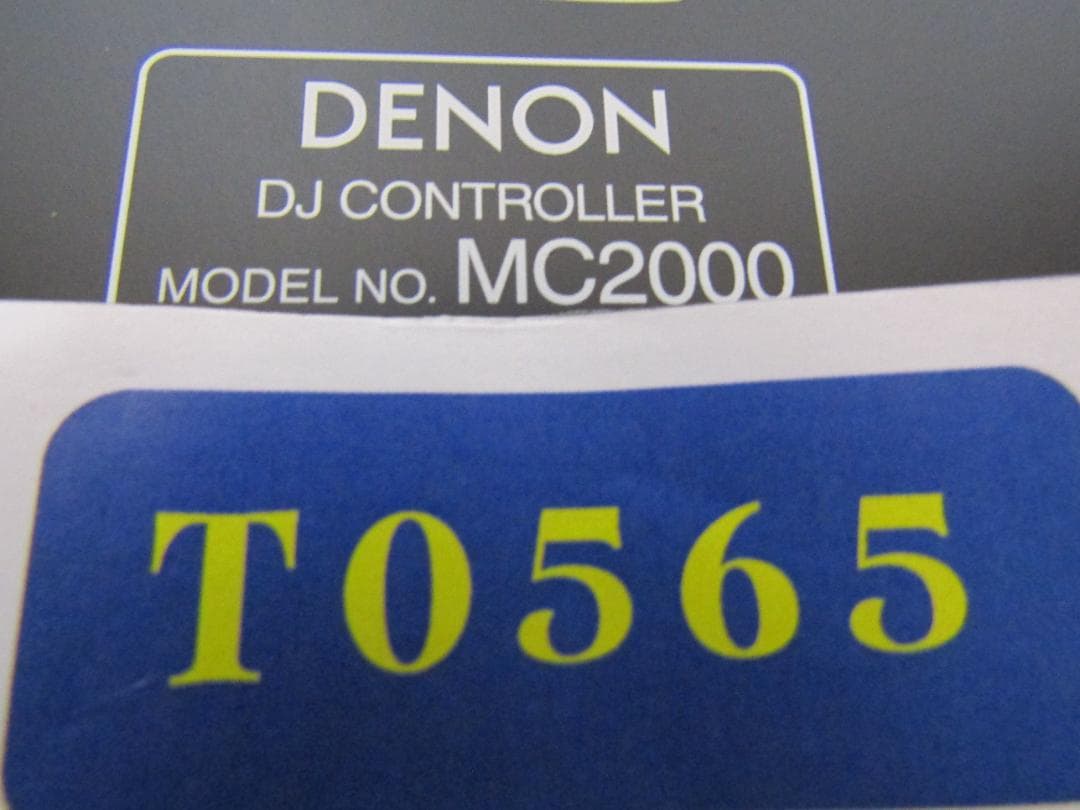 DENON
DJ CONTROLLER
MODEL NO. MC2000
T0565